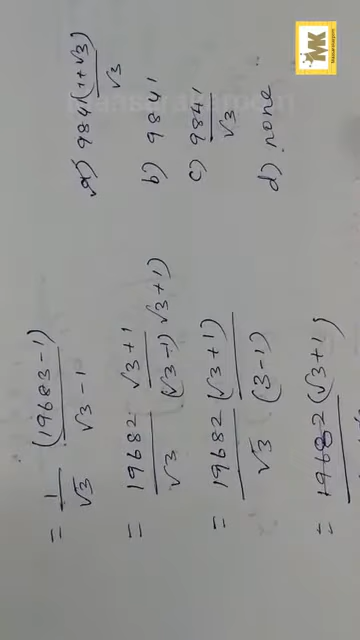 a) 9841(1+√3)/√3
b) 9841
c) 9841/√3
d) none
= 1/√3 (19683-1)/√3-1
= 19682/√3 √3+1/(√3-1)√3+1)
= 19682(√3+1)/√3 (3-1)
= 19682(√3+1)
MK